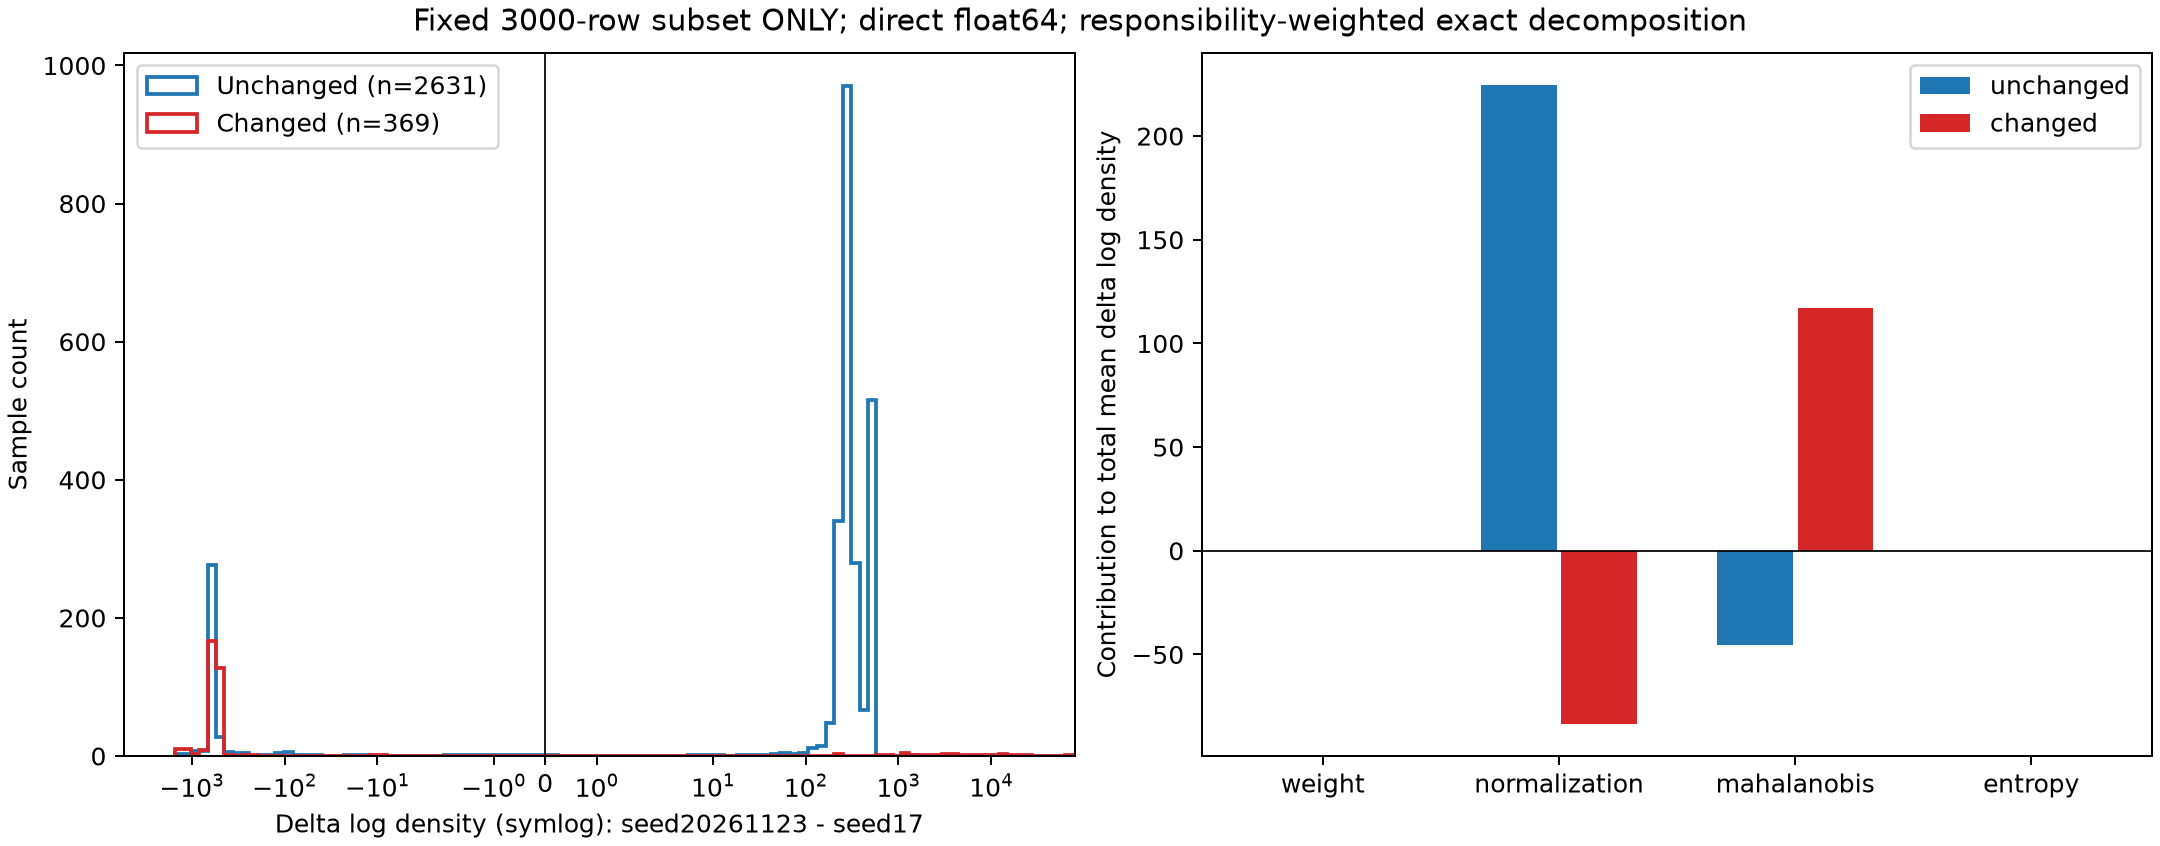 Fixed 3000-row subset ONLY; direct float64; responsibility-weighted exact decomposition
Unchanged (n=2631)
Changed (n=369)
Sample count
1000
800
600
400
200
0
−10³ −10² −10¹ −10⁰ 0 10⁰ 10¹ 10² 10³ 10⁴
Delta log density (symlog): seed20261123 - seed17
unchanged
changed
Contribution to total mean delta log density
200
150
100
50
0
−50
weight normalization mahalanobis entropy